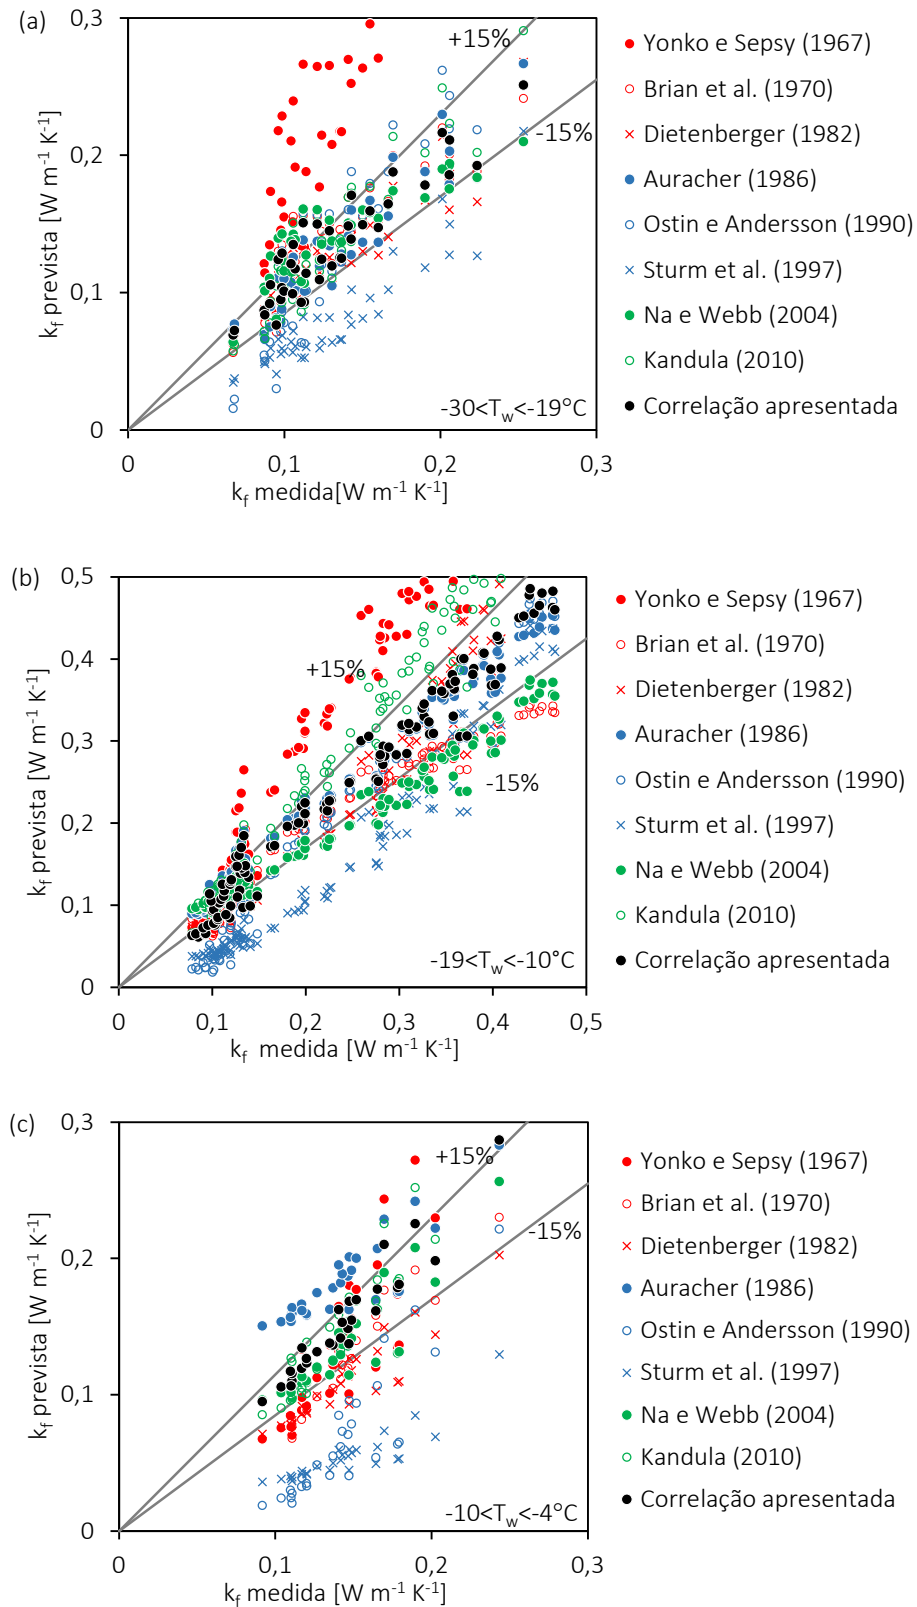 (a)
0,3
+15%
0,2
-15%
0,1
0
-30<Tw<-19°C
0
0,1
0,2
0,3
kf prevista [W m-1 K-1]
kf medida[W m-1 K-1]
Yonko e Sepsy (1967)
Brian et al. (1970)
Dietenberger (1982)
Auracher (1986)
Ostin e Andersson (1990)
Sturm et al. (1997)
Na e Webb (2004)
Kandula (2010)
Correlação apresentada
(b)
0,5
0,4
+15%
0,3
-15%
0,2
0,1
0
-19<Tw<-10°C
0
0,1
0,2
0,3
0,4
0,5
kf prevista [W m-1 K-1]
kf medida [W m-1 K-1]
Yonko e Sepsy (1967)
Brian et al. (1970)
Dietenberger (1982)
Auracher (1986)
Ostin e Andersson (1990)
Sturm et al. (1997)
Na e Webb (2004)
Kandula (2010)
Correlação apresentada
(c)
0,3
+15%
0,2
-15%
0,1
0
-10<Tw<-4°C
0
0,1
0,2
0,3
kf prevista [W m-1 K-1]
kf medida [W m-1 K-1]
Yonko e Sepsy (1967)
Brian et al. (1970)
Dietenberger (1982)
Auracher (1986)
Ostin e Andersson (1990)
Sturm et al. (1997)
Na e Webb (2004)
Kandula (2010)
Correlação apresentada